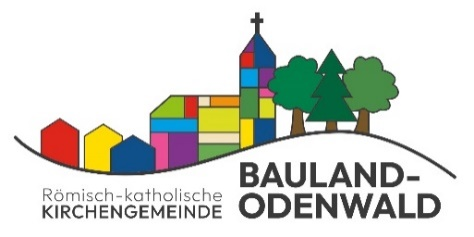 Römisch-katholische
KIRCHENGEMEINDE
BAULAND-
ODENWALD